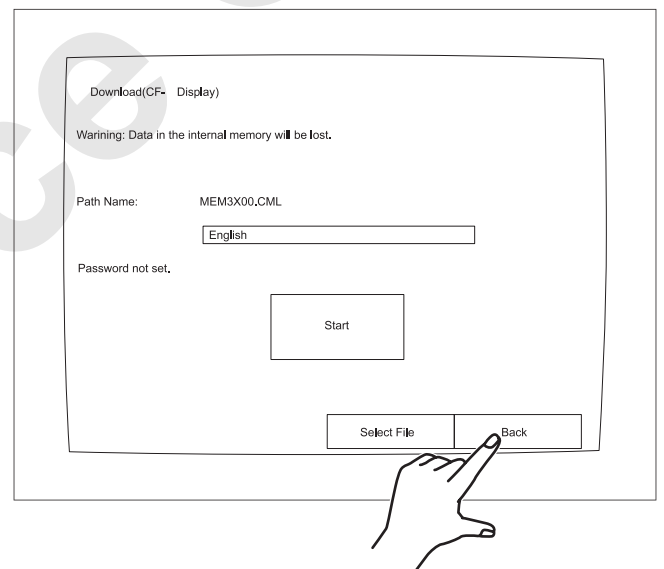 Download(CF- Display)
Warining: Data in the internal memory will be lost.
Path Name: MEM3X00.CML
English
Password not set.
Start
Select File Back